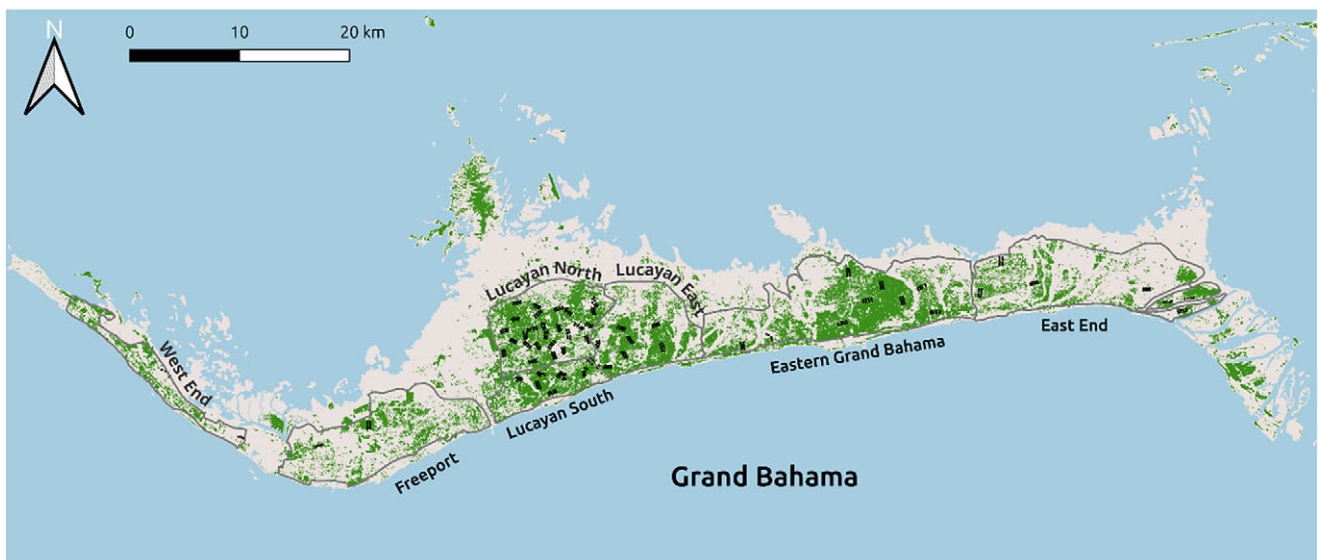 N
0 10 20 km
Lucayan North
Lucayan East
West End
East End
Eastern Grand Bahama
Lucayan South
Freeport
Grand Bahama